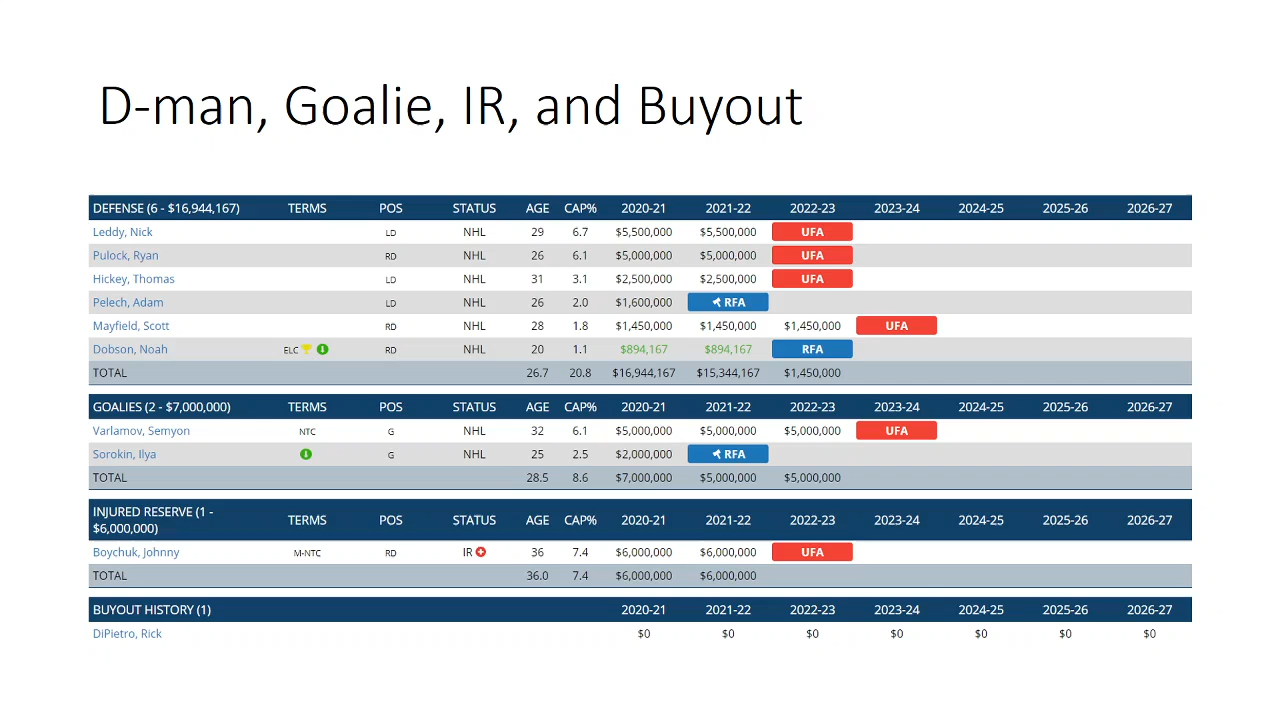 D-man, Goalie, IR, and Buyout
DEFENSE (6 - $16,944,167) TERMS POS STATUS AGE CAP% 2020-21 2021-22 2022-23 2023-24 2024-25 2025-26 2026-27
Leddy, Nick LD NHL 29 6.7 $5,500,000 $5,500,000 UFA
Pulock, Ryan RD NHL 26 6.1 $5,000,000 $5,000,000 UFA
Hickey, Thomas LD NHL 31 3.1 $2,500,000 $2,500,000 UFA
Pelech, Adam LD NHL 26 2.0 $1,600,000 RFA
Mayfield, Scott RD NHL 28 1.8 $1,450,000 $1,450,000 $1,450,000 UFA
Dobson, Noah ELC RD NHL 20 1.1 $894,167 $894,167 RFA
TOTAL 26.7 20.8 $16,944,167 $15,344,167 $1,450,000
GOALIES (2 - $7,000,000) TERMS POS STATUS AGE CAP% 2020-21 2021-22 2022-23 2023-24 2024-25 2025-26 2026-27
Varlamov, Semyon NTC G NHL 32 6.1 $5,000,000 $5,000,000 $5,000,000 UFA
Sorokin, Ilya G NHL 25 2.5 $2,000,000 RFA
TOTAL 28.5 8.6 $7,000,000 $5,000,000 $5,000,000
INJURED RESERVE (1 -
$6,000,000) TERMS POS STATUS AGE CAP% 2020-21 2021-22 2022-23 2023-24 2024-25 2025-26 2026-27
Boychuk, Johnny M-NTC RD IR 36 7.4 $6,000,000 $6,000,000 UFA
TOTAL 36.0 7.4 $6,000,000 $6,000,000
BUYOUT HISTORY (1) 2020-21 2021-22 2022-23 2023-24 2024-25 2025-26 2026-27
DiPietro, Rick $0 $0 $0 $0 $0 $0 $0